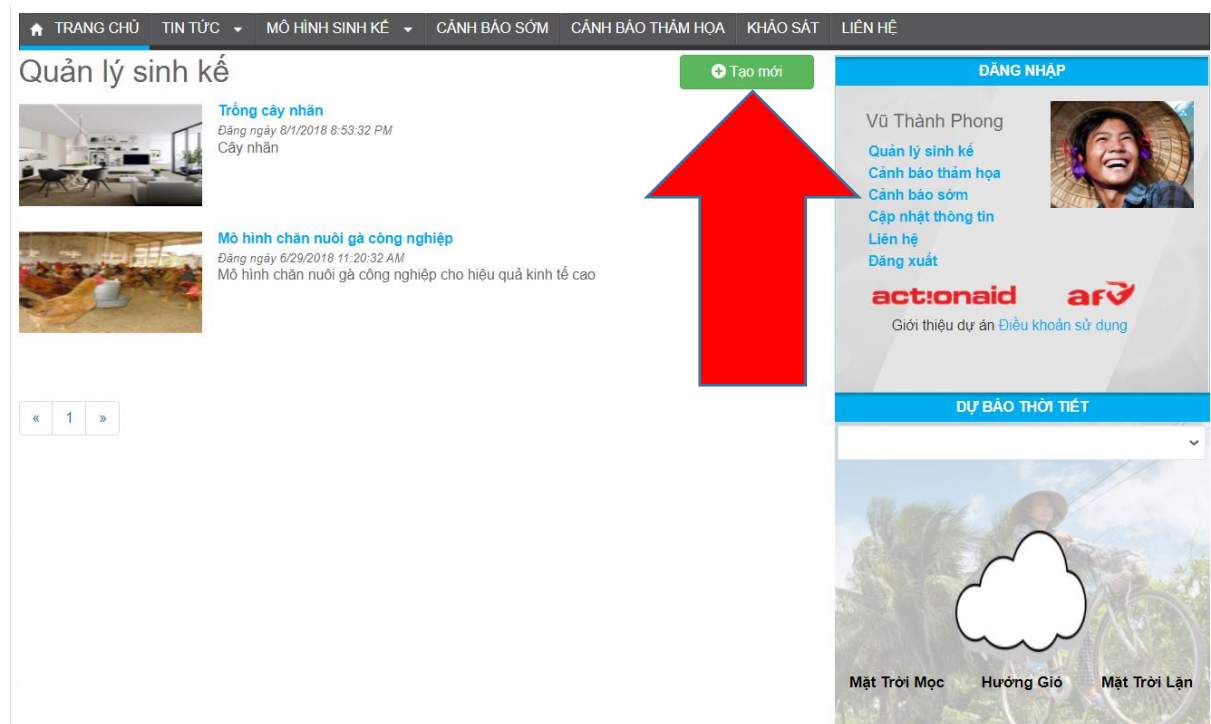 TRANG CHỦ TIN TỨC MÔ HÌNH SINH KẾ CẢNH BÁO SỚM CẢNH BÁO THẢM HỌA KHẢO SÁT LIÊN HỆ
Quản lý sinh kế
Tạo mới
Trồng cây nhãn
Đăng ngày 8/1/2018 8:53:32 PM
Cây nhãn
Mô hình chăn nuôi gà công nghiệp
Đăng ngày 6/29/2018 11:20:32 AM
Mô hình chăn nuôi gà công nghiệp cho hiệu quả kinh tế cao
« 1 »
ĐĂNG NHẬP
Vũ Thành Phong
Quản lý sinh kế
Cảnh báo thảm họa
Cảnh báo sớm
Cập nhật thông tin
Liên hệ
Đăng xuất
act:onaid afv
Giới thiệu dự án Điều khoản sử dụng
DỰ BÁO THỜI TIẾT
Mặt Trời Mọc Hướng Gió Mặt Trời Lặn